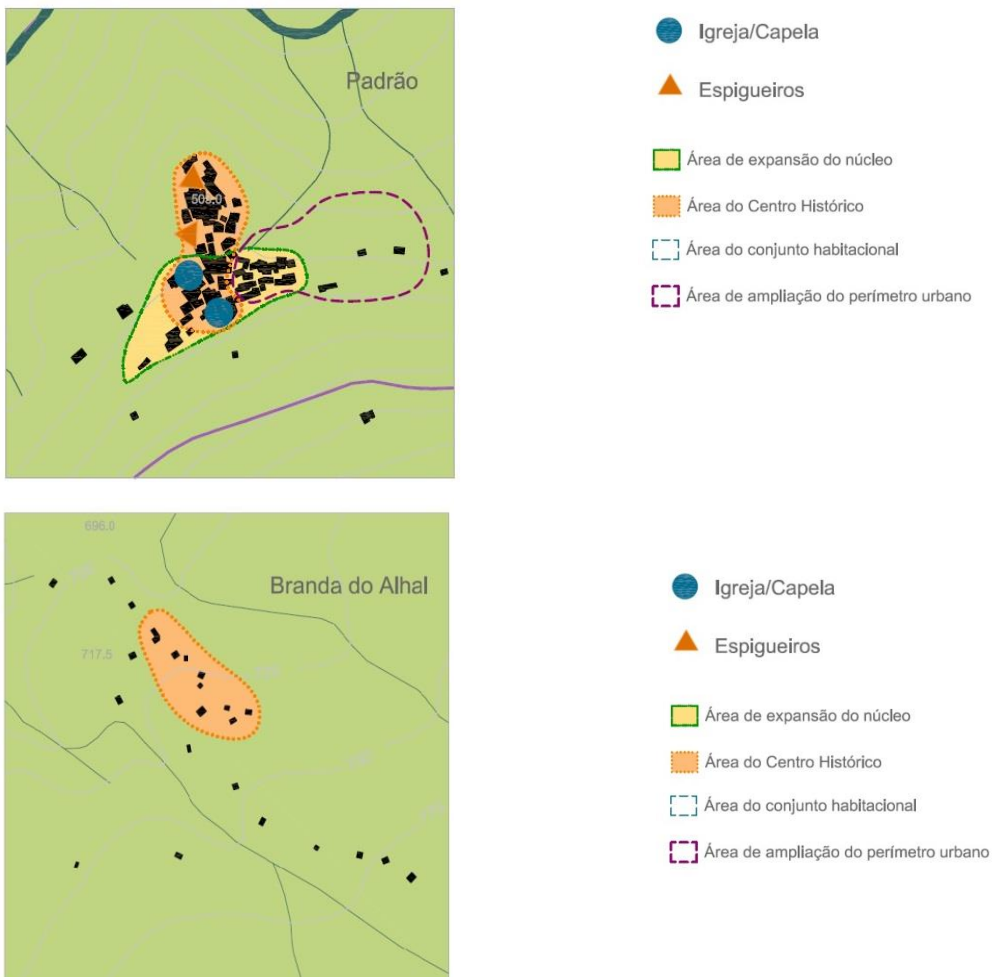 Padrão
509.0
Igreja/Capela
Espigueiros
Área de expansão do núcleo
Área do Centro Histórico
Área do conjunto habitacional
Área de ampliação do perímetro urbano
696.0
Branda do Alhal
717.5
Igreja/Capela
Espigueiros
Área de expansão do núcleo
Área do Centro Histórico
Área do conjunto habitacional
Área de ampliação do perímetro urbano